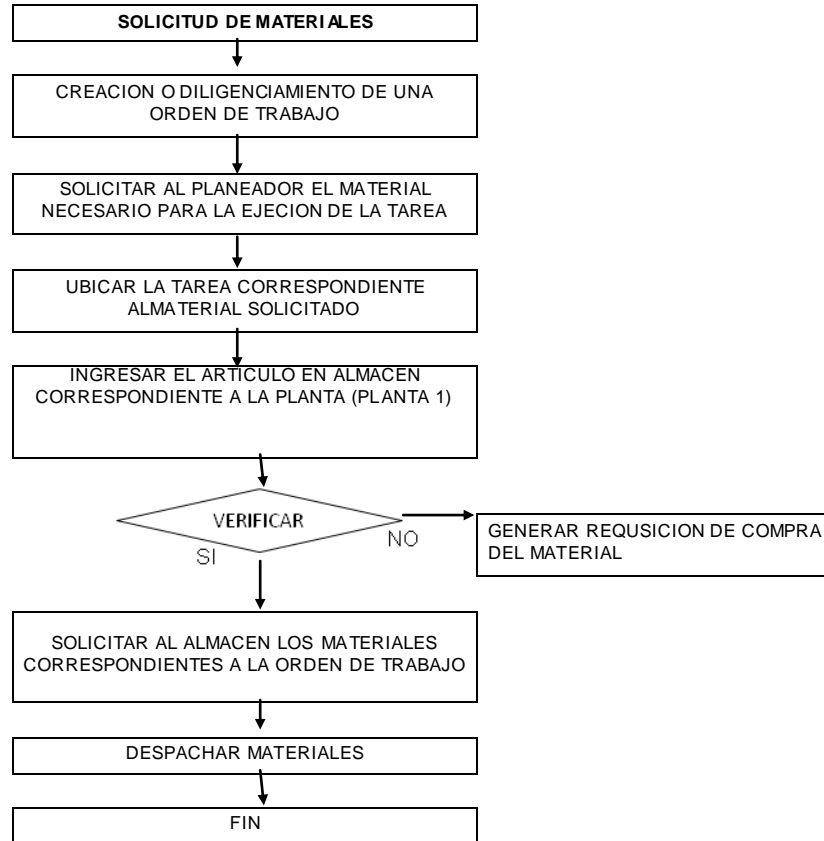 SOLICITUD DE MATERIALES
CREACION O DILIGENCIAMIENTO DE UNA
ORDEN DE TRABAJO
SOLICITAR AL PLANEADOR EL MATERIAL
NECESARIO PARA LA EJECION DE LA TAREA
UBICAR LA TAREA CORRESPONDIENTE
ALMATERIAL SOLICITADO
INGRESAR EL ARTICULO EN ALMACEN
CORRESPONDIENTE A LA PLANTA (PLANTA 1)
VERIFICAR
SI
NO
GENERAR REQUSICION DE COMPRA
DEL MATERIAL
SOLICITAR AL ALMACEN LOS MATERIALES
CORRESPONDIENTES A LA ORDEN DE TRABAJO
DESPACHAR MATERIALES
FIN